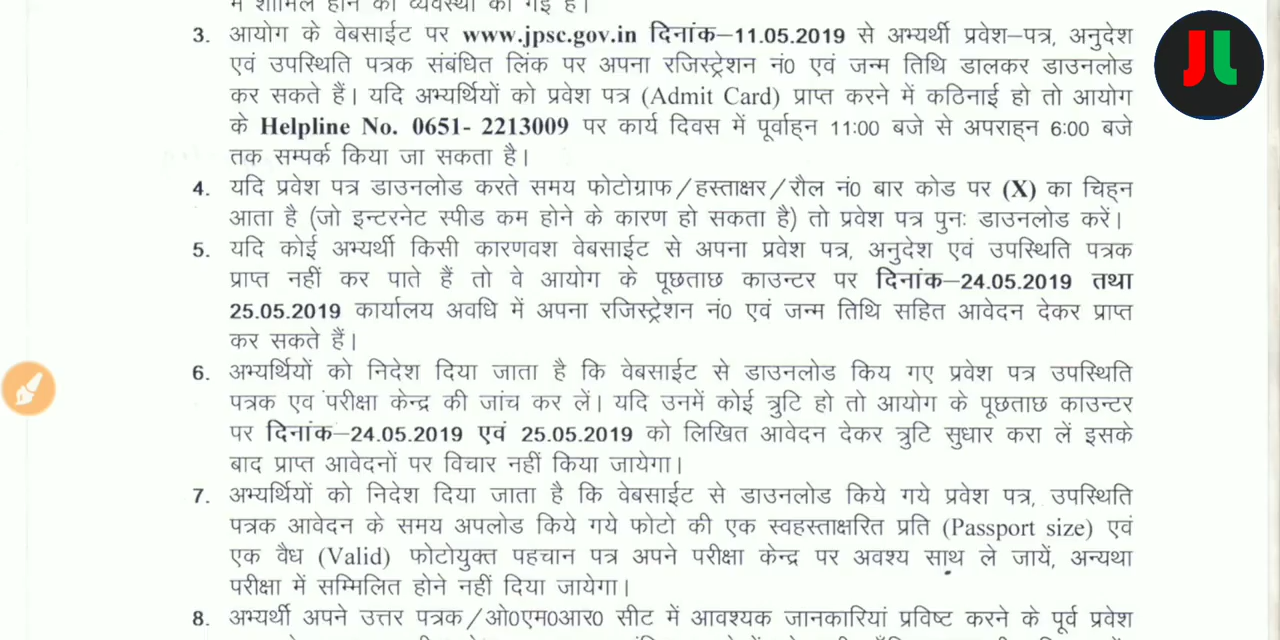 में शामिल होने की व्यवस्था की गई है।
3. आयोग के वेबसाईट पर www.jpsc.gov.in दिनांक–11.05.2019 से अभ्यर्थी प्रवेश–पत्र, अनुदेश
एवं उपस्थिति पत्रक संबंधित लिंक पर अपना रजिस्ट्रेशन नं0 एवं जन्म तिथि डालकर डाउनलोड
कर सकते हैं। यदि अभ्यर्थियों को प्रवेश पत्र (Admit Card) प्राप्त करने में कठिनाई हो तो आयोग
के Helpline No. 0651- 2213009 पर कार्य दिवस में पूर्वाह्न 11:00 बजे से अपराह्न 6:00 बजे
तक सम्पर्क किया जा सकता है।
4. यदि प्रवेश पत्र डाउनलोड करते समय फोटोग्राफ/हस्ताक्षर/रौल नं0 बार कोड पर (X) का चिह्न
आता है (जो इन्टरनेट स्पीड कम होने के कारण हो सकता है) तो प्रवेश पत्र पुनः डाउनलोड करें।
5. यदि कोई अभ्यर्थी किसी कारणवश वेबसाईट से अपना प्रवेश पत्र, अनुदेश एवं उपस्थिति पत्रक
प्राप्त नहीं कर पाते हैं तो वे आयोग के पूछताछ काउन्टर पर दिनांक–24.05.2019 तथा
25.05.2019 कार्यालय अवधि में अपना रजिस्ट्रेशन नं0 एवं जन्म तिथि सहित आवेदन देकर प्राप्त
कर सकते हैं।
6. अभ्यर्थियों को निदेश दिया जाता है कि वेबसाईट से डाउनलोड किय गए प्रवेश पत्र उपस्थिति
पत्रक एवं परीक्षा केन्द्र की जांच कर लें। यदि उनमें कोई त्रुटि हो तो आयोग के पूछताछ काउन्टर
पर दिनांक–24.05.2019 एवं 25.05.2019 को लिखित आवेदन देकर त्रुटि सुधार करा लें इसके
बाद प्राप्त आवेदनों पर विचार नहीं किया जायेगा।
7. अभ्यर्थियों को निदेश दिया जाता है कि वेबसाईट से डाउनलोड किये गये प्रवेश पत्र, उपस्थिति
पत्रक आवेदन के समय अपलोड किये गये फोटो की एक स्वहस्ताक्षरित प्रति (Passport size) एवं
एक वैध (Valid) फोटोयुक्त पहचान पत्र अपने परीक्षा केन्द्र पर अवश्य साथ ले जायें, अन्यथा
परीक्षा में सम्मिलित होने नहीं दिया जायेगा।
8. अभ्यर्थी अपने उत्तर पत्रक/ओ0एम0आर0 सीट में आवश्यक जानकारियां प्रविष्ट करने के पूर्व प्रवेश